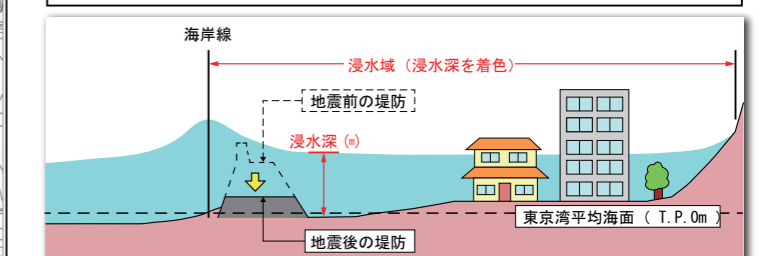 海岸線
浸水域（浸水深を着色）
地震前の堤防
浸水深(m)
東京湾平均海面（T.P.0m）
地震後の堤防